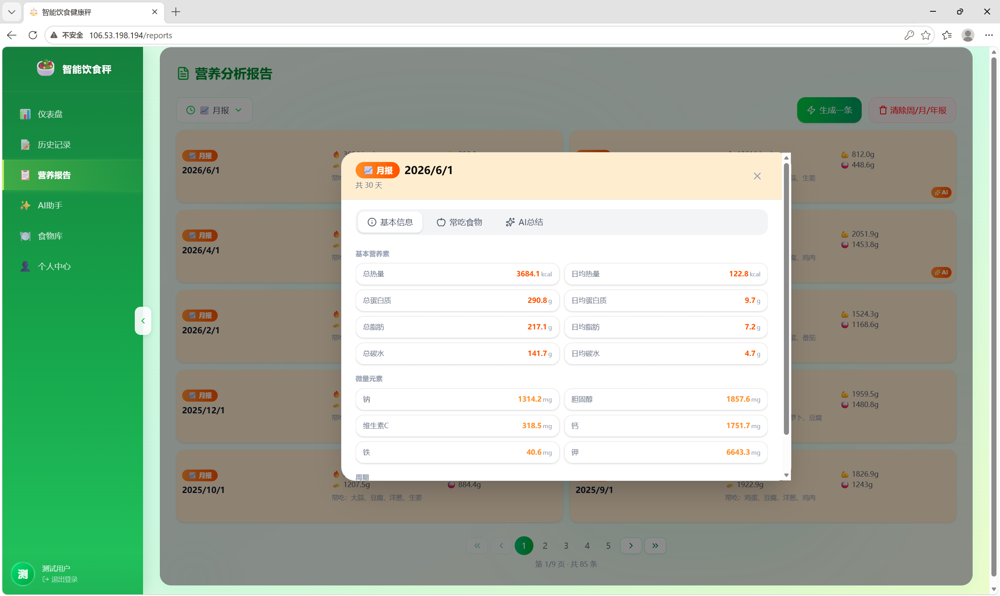 智能饮食健康秤
不安全 106.53.198.194/reports
智能饮食秤
仪表盘
历史记录
营养报告
AI助手
食物库
个人中心
测
测试用户
退出登录
营养分析报告
月报
生成一条
清除周/月/年报
月报
2026/6/1
812.0g
448.6g
蒜、生姜
AI
月报
2026/4/1
2051.9g
1453.8g
腐、鸡肉
AI
月报
2026/2/1
1524.3g
1168.6g
蛋、番茄
月报
2025/12/1
1959.5g
1480.8g
萝卜、豆腐
月报
2025/10/1
1207.5g
884.4g
常吃：大蒜、豆腐、洋葱、生姜
2025/9/1
1826.9g
1922.9g
1243g
常吃：鸡蛋、豆腐、洋葱、鸡肉
月报 2026/6/1
共 30 天
基本信息
常吃食物
AI总结
基本营养素
总热量 3684.1 kcal
日均热量 122.8 kcal
总蛋白质 290.8 g
日均蛋白质 9.7 g
总脂肪 217.1 g
日均脂肪 7.2 g
总碳水 141.7 g
日均碳水 4.7 g
微量元素
钠 1314.2 mg
胆固醇 1857.6 mg
维生素C 318.5 mg
钙 1751.7 mg
铁 40.6 mg
钾 6643.3 mg
周期
« ‹ 1 2 3 4 5 › »
第 1/9 页 · 共 85 条